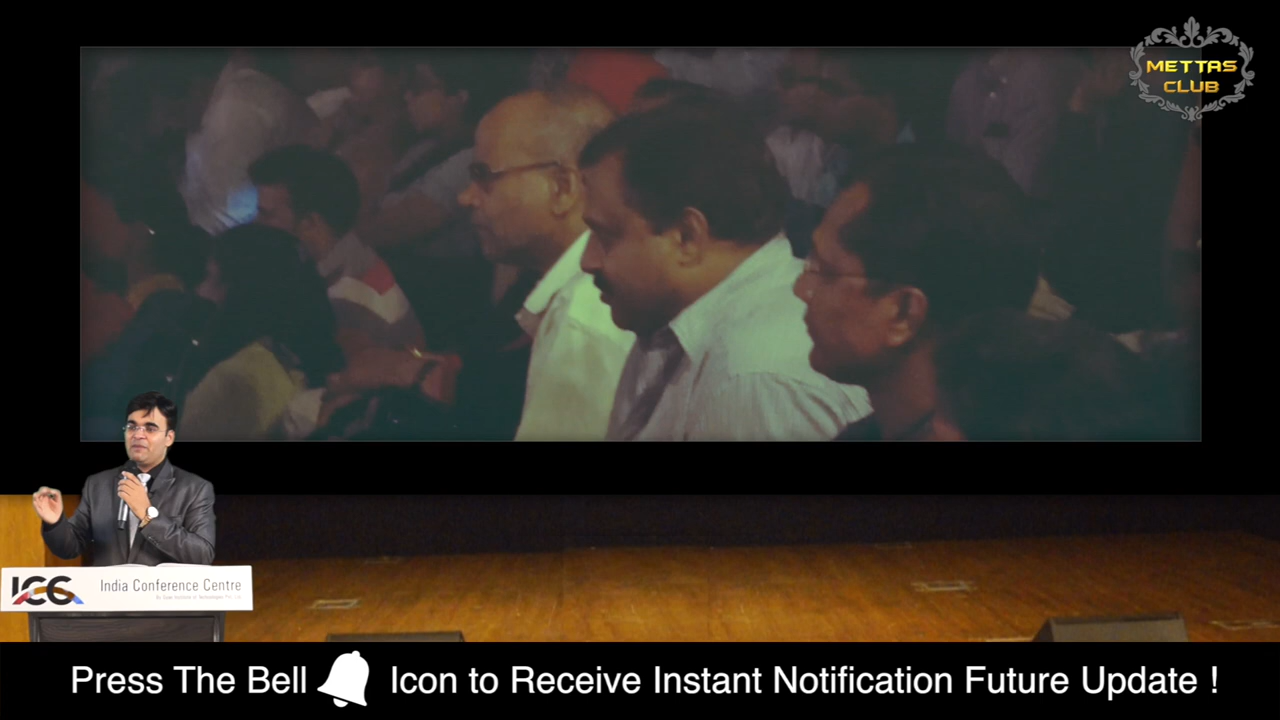 METTAS
CLUB
ICC
India Conference Centre
Press The Bell Icon to Receive Instant Notification Future Update !